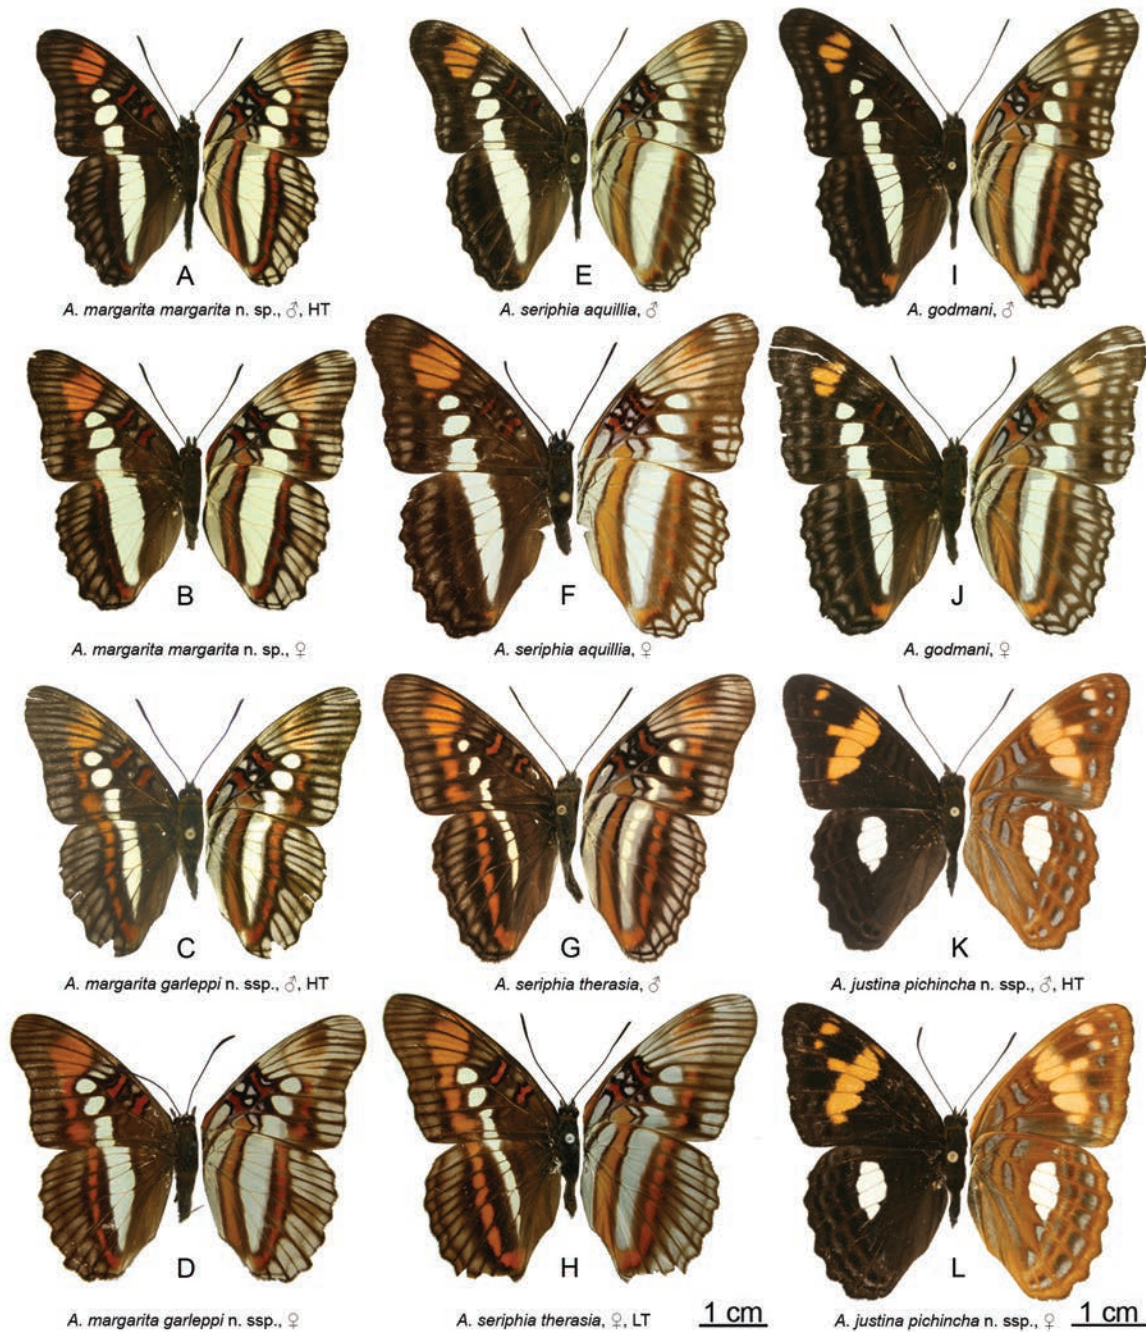 A
E
I
A. margarita margarita n. sp., ♂, HT
A. seriphia aquillia, ♂
A. godmani, ♂
B
F
J
A. margarita margarita n. sp., ♀
A. seriphia aquillia, ♀
A. godmani, ♀
C
G
K
A. margarita garleppi n. ssp., ♂, HT
A. seriphia therasia, ♂
A. justina pichincha n. ssp., ♂, HT
D
H
L
A. margarita garleppi n. ssp., ♀
A. seriphia therasia, ♀, LT
1 cm
A. justina pichincha n. ssp., ♀
1 cm